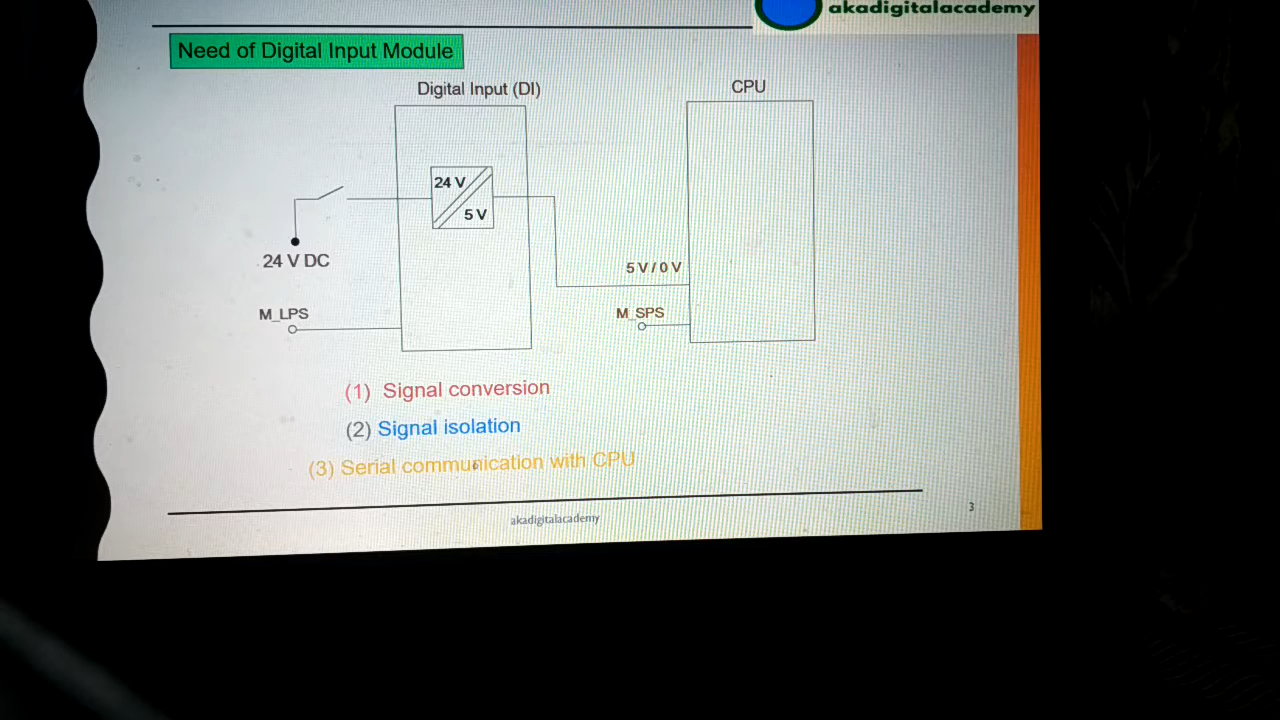 akadigitalacademy
Need of Digital Input Module
Digital Input (DI)
CPU
24 V
5 V
24 V DC
5 V / 0 V
M_LPS
M_SPS
(1) Signal conversion
(2) Signal isolation
(3) Serial communication with CPU
akadigitalacademy
3